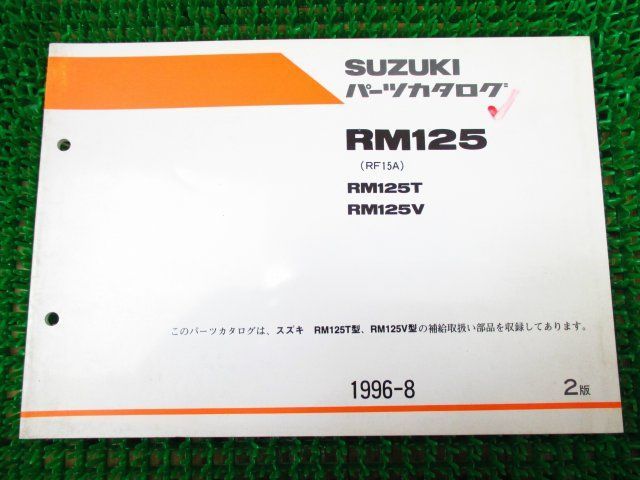 SUZUKI
パーツカタログ
RM125
(RF15A)
RM125T
RM125V
このパーツカタログは、スズキ RM125T型、RM125V型の補給取扱い部品を収録してあります。
1996-8
2版